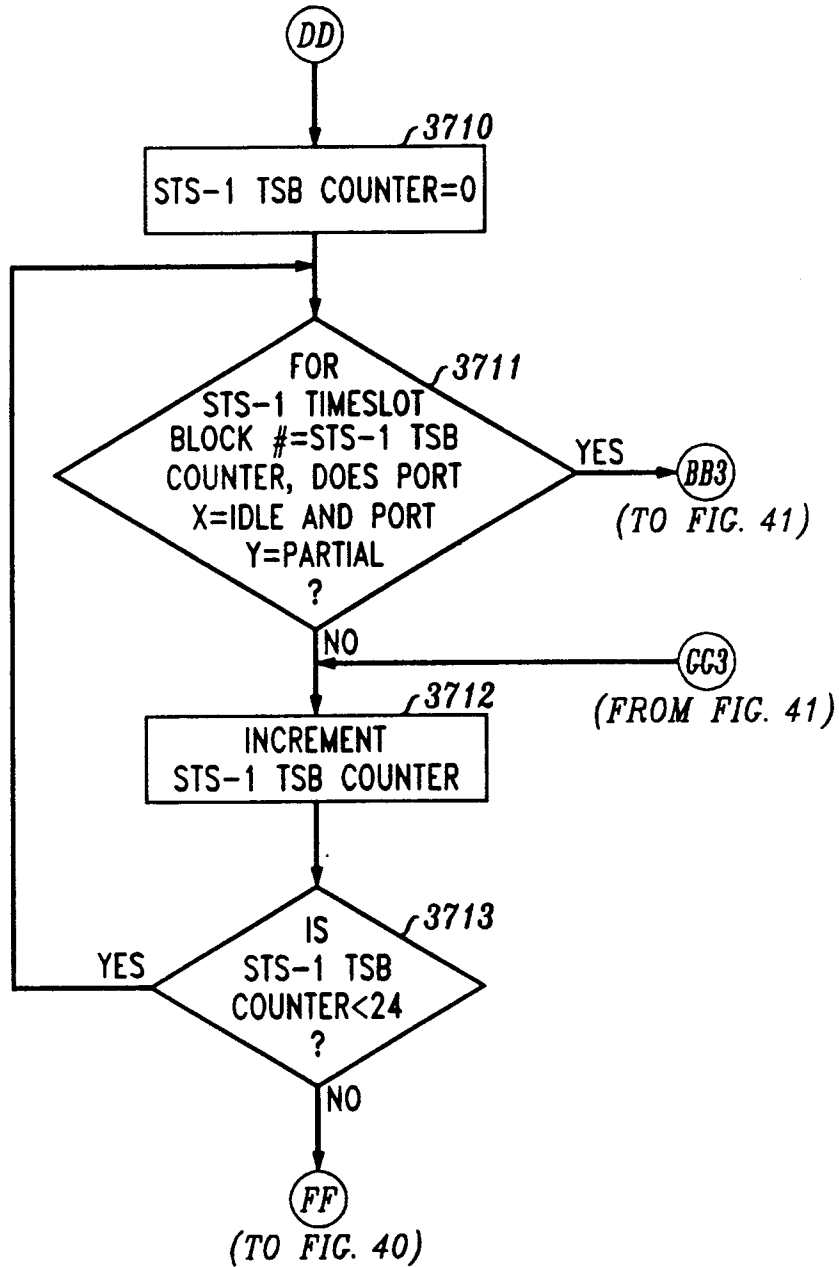 DD
3710
STS-1 TSB COUNTER=0
3711
FOR
STS-1 TIMESLOT
BLOCK #=STS-1 TSB
COUNTER, DOES PORT
X=IDLE AND PORT
Y=PARTIAL
?
YES
BB3
(TO FIG. 41)
NO
GG3
(FROM FIG. 41)
3712
INCREMENT
STS-1 TSB COUNTER
3713
IS
STS-1 TSB
COUNTER<24
?
YES
NO
FF
(TO FIG. 40)